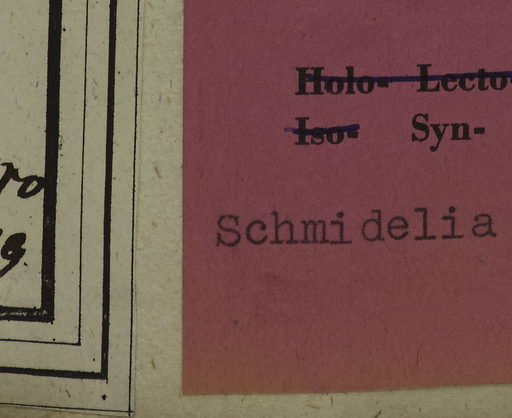 Holo- Lecto-
Iso- Syn-
Schmidelia